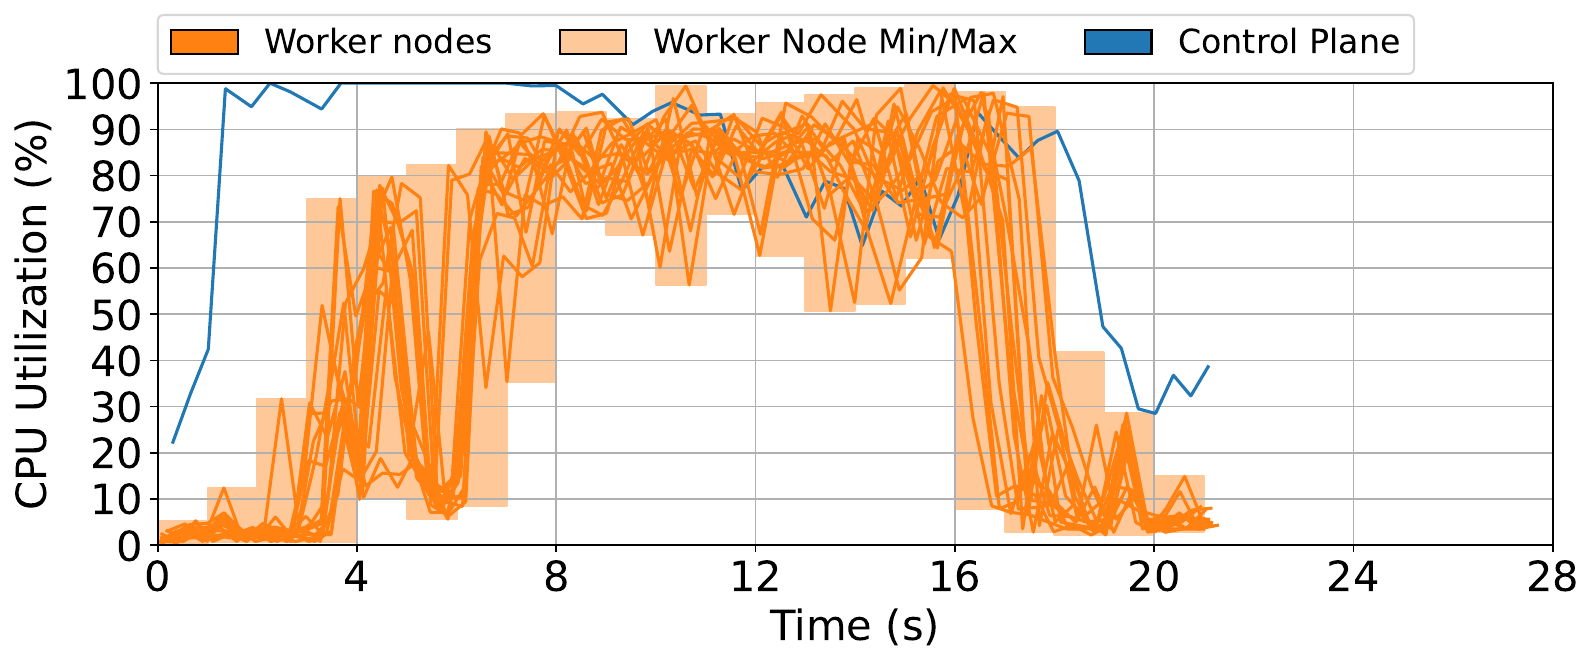 Worker nodes Worker Node Min/Max Control Plane
CPU Utilization (%)
100
90
80
70
60
50
40
30
20
10
0
0 4 8 12 16 20 24 28
Time (s)